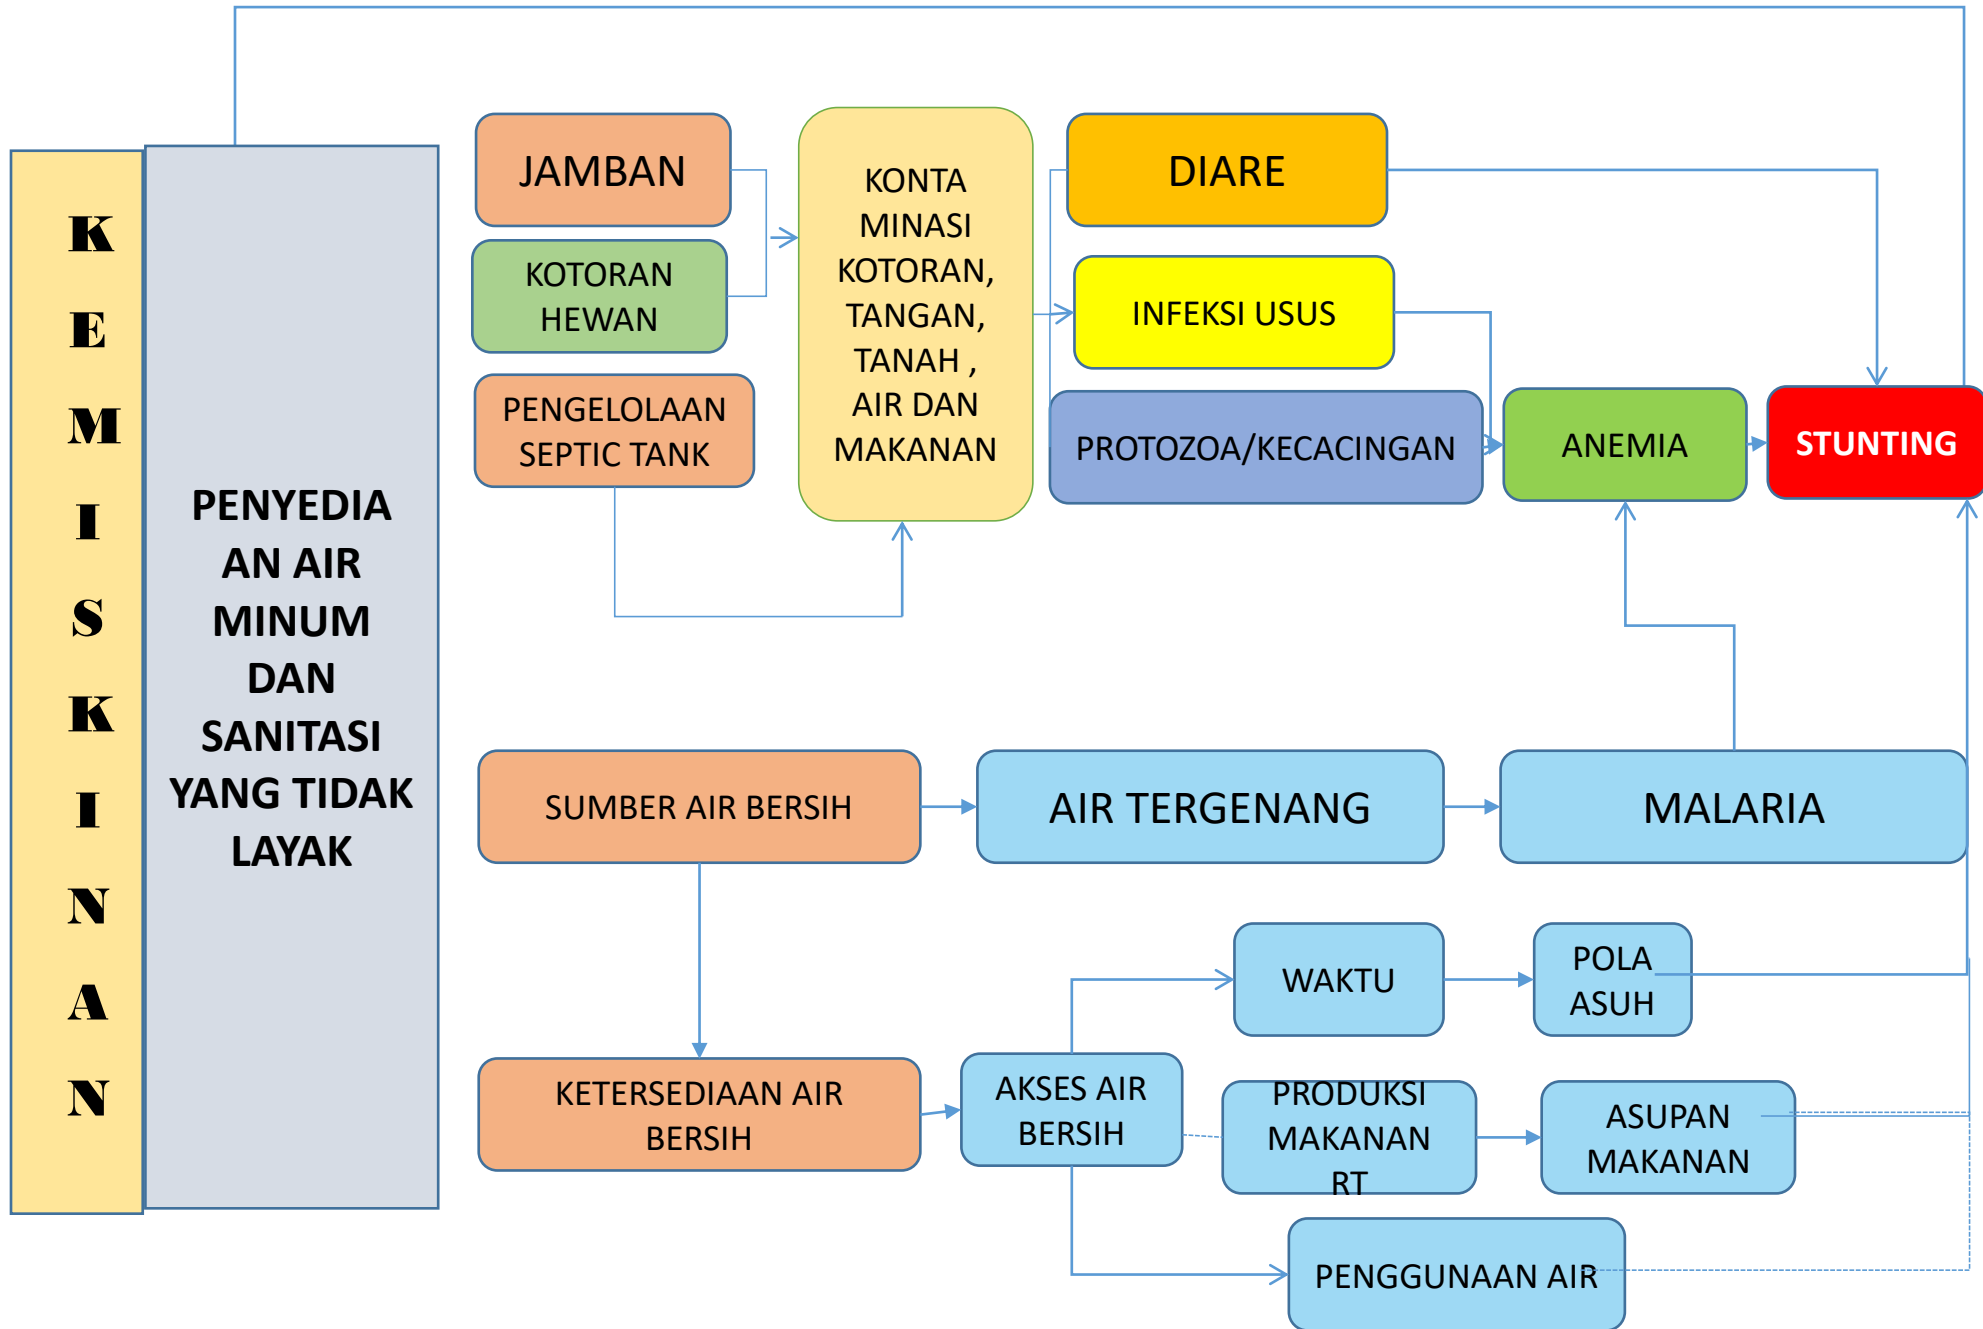 K
E
M
I
S
K
I
N
A
N
PENYEDIA
AN AIR
MINUM
DAN
SANITASI
YANG TIDAK
LAYAK
JAMBAN
KOTORAN
HEWAN
PENGELOLAAN
SEPTIC TANK
KONTA
MINASI
KOTORAN,
TANGAN,
TANAH ,
AIR DAN
MAKANAN
DIARE
INFEKSI USUS
PROTOZOA/KECACINGAN
ANEMIA
STUNTING
SUMBER AIR BERSIH
AIR TERGENANG
MALARIA
KETERSEDIAAN AIR
BERSIH
AKSES AIR
BERSIH
WAKTU
POLA
ASUH
PRODUKSI
MAKANAN
RT
ASUPAN
MAKANAN
PENGGUNAAN AIR